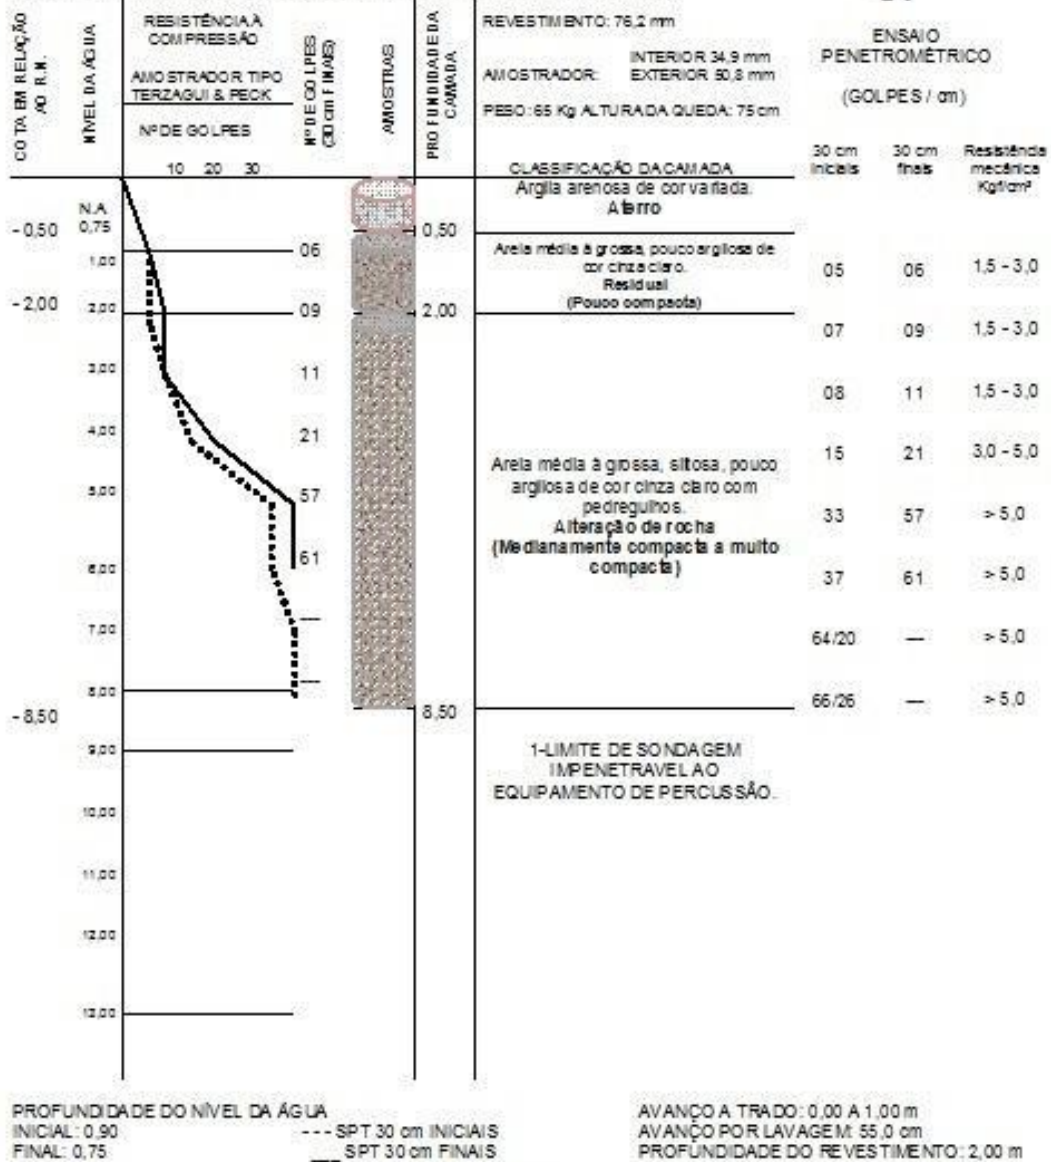 COTA EM RELAÇÃO
AO R.N.
NÍVEL DA ÁGUA
RESISTÊNCIA À
COMPRESSÃO
AMOSTRADOR TIPO
TERZAGUI & PECK
Nº DE GOLPES
10 20 30
Nº DE GOLPES
(30 cm FINAIS)
AMOSTRAS
PROFUNDIDADE DA
CAMADA
REVESTIMENTO: 76,2 mm
INTERIOR 34,9 mm
AMOSTRADOR: EXTERIOR 50,8 mm
PESO: 65 Kg ALTURA DA QUEDA: 75 cm
CLASSIFICAÇÃO DA CAMADA
ENSAIO
PENETROMÉTRICO
(GOLPES / cm)
30 cm
iniciais
30 cm
finais
Resistência
mecânica
Kgf/cm²
N.A.
0,75
- 0,50
- 2,00
- 8,50
1,00
2,00
3,00
4,00
5,00
6,00
7,00
8,00
9,00
10,00
11,00
12,00
13,00
06
09
11
21
57
61
---
---
0,50
2,00
8,50
Argila arenosa de cor variada.
Aterro
Areia média à grossa, pouco argilosa de
cor cinza claro.
Residual
(Pouco compacta)
Areia média à grossa, siltosa, pouco
argilosa de cor cinza claro com
pedregulhos.
Alteração de rocha
(Medianamente compacta a muito
compacta)
1-LIMITE DE SONDAGEM
IMPENETRAVEL AO
EQUIPAMENTO DE PERCUSSÃO.
05 06 1,5 - 3,0
07 09 1,5 - 3,0
08 11 1,5 - 3,0
15 21 3,0 - 5,0
33 57 > 5,0
37 61 > 5,0
64/20 --- > 5,0
66/26 --- > 5,0
PROFUNDIDADE DO NÍVEL DA ÁGUA
INICIAL: 0,90
FINAL: 0,75
--- SPT 30 cm INICIAIS
___ SPT 30 cm FINAIS
AVANÇO A TRADO: 0,00 A 1,00 m
AVANÇO POR LAVAGEM: 55,0 cm
PROFUNDIDADE DO REVESTIMENTO: 2,00 m